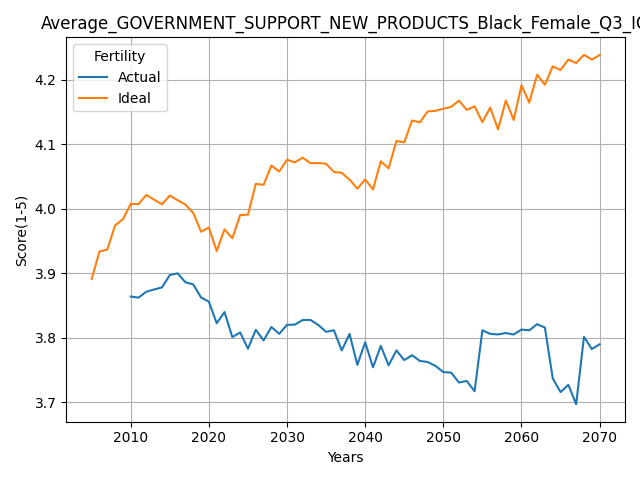 Average_GOVERNMENT_SUPPORT_NEW_PRODUCTS_Black_Female_Q3_IC
Fertility
Actual
Ideal
4.2
4.1
4.0
3.9
3.8
3.7
Score(1-5)
2010 2020 2030 2040 2050 2060 2070
Years